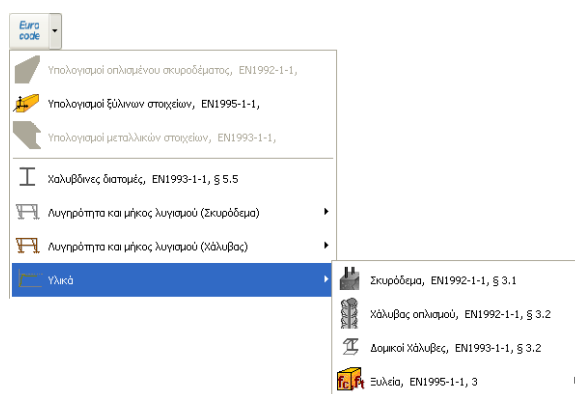 Euro
code
Υπολογισμοί οπλισμένου σκυροδέματος, EN1992-1-1,
Υπολογισμοί ξύλινων στοιχείων, EN1995-1-1,
Υπολογισμοί μεταλλικών στοιχείων, EN1993-1-1,
Χαλυβδινες διατομές, EN1993-1-1, § 5.5
Λυγηρότητα και μήκος λυγισμού (Σκυρόδεμα)
Λυγηρότητα και μήκος λυγισμού (Χάλυβας)
Υλικά
Σκυρόδεμα, EN1992-1-1, § 3.1
Χάλυβας οπλισμού, EN1992-1-1, § 3.2
Δομικοί Χάλυβες, EN1993-1-1, § 3.2
fc ft Ξυλεία, EN1995-1-1, 3